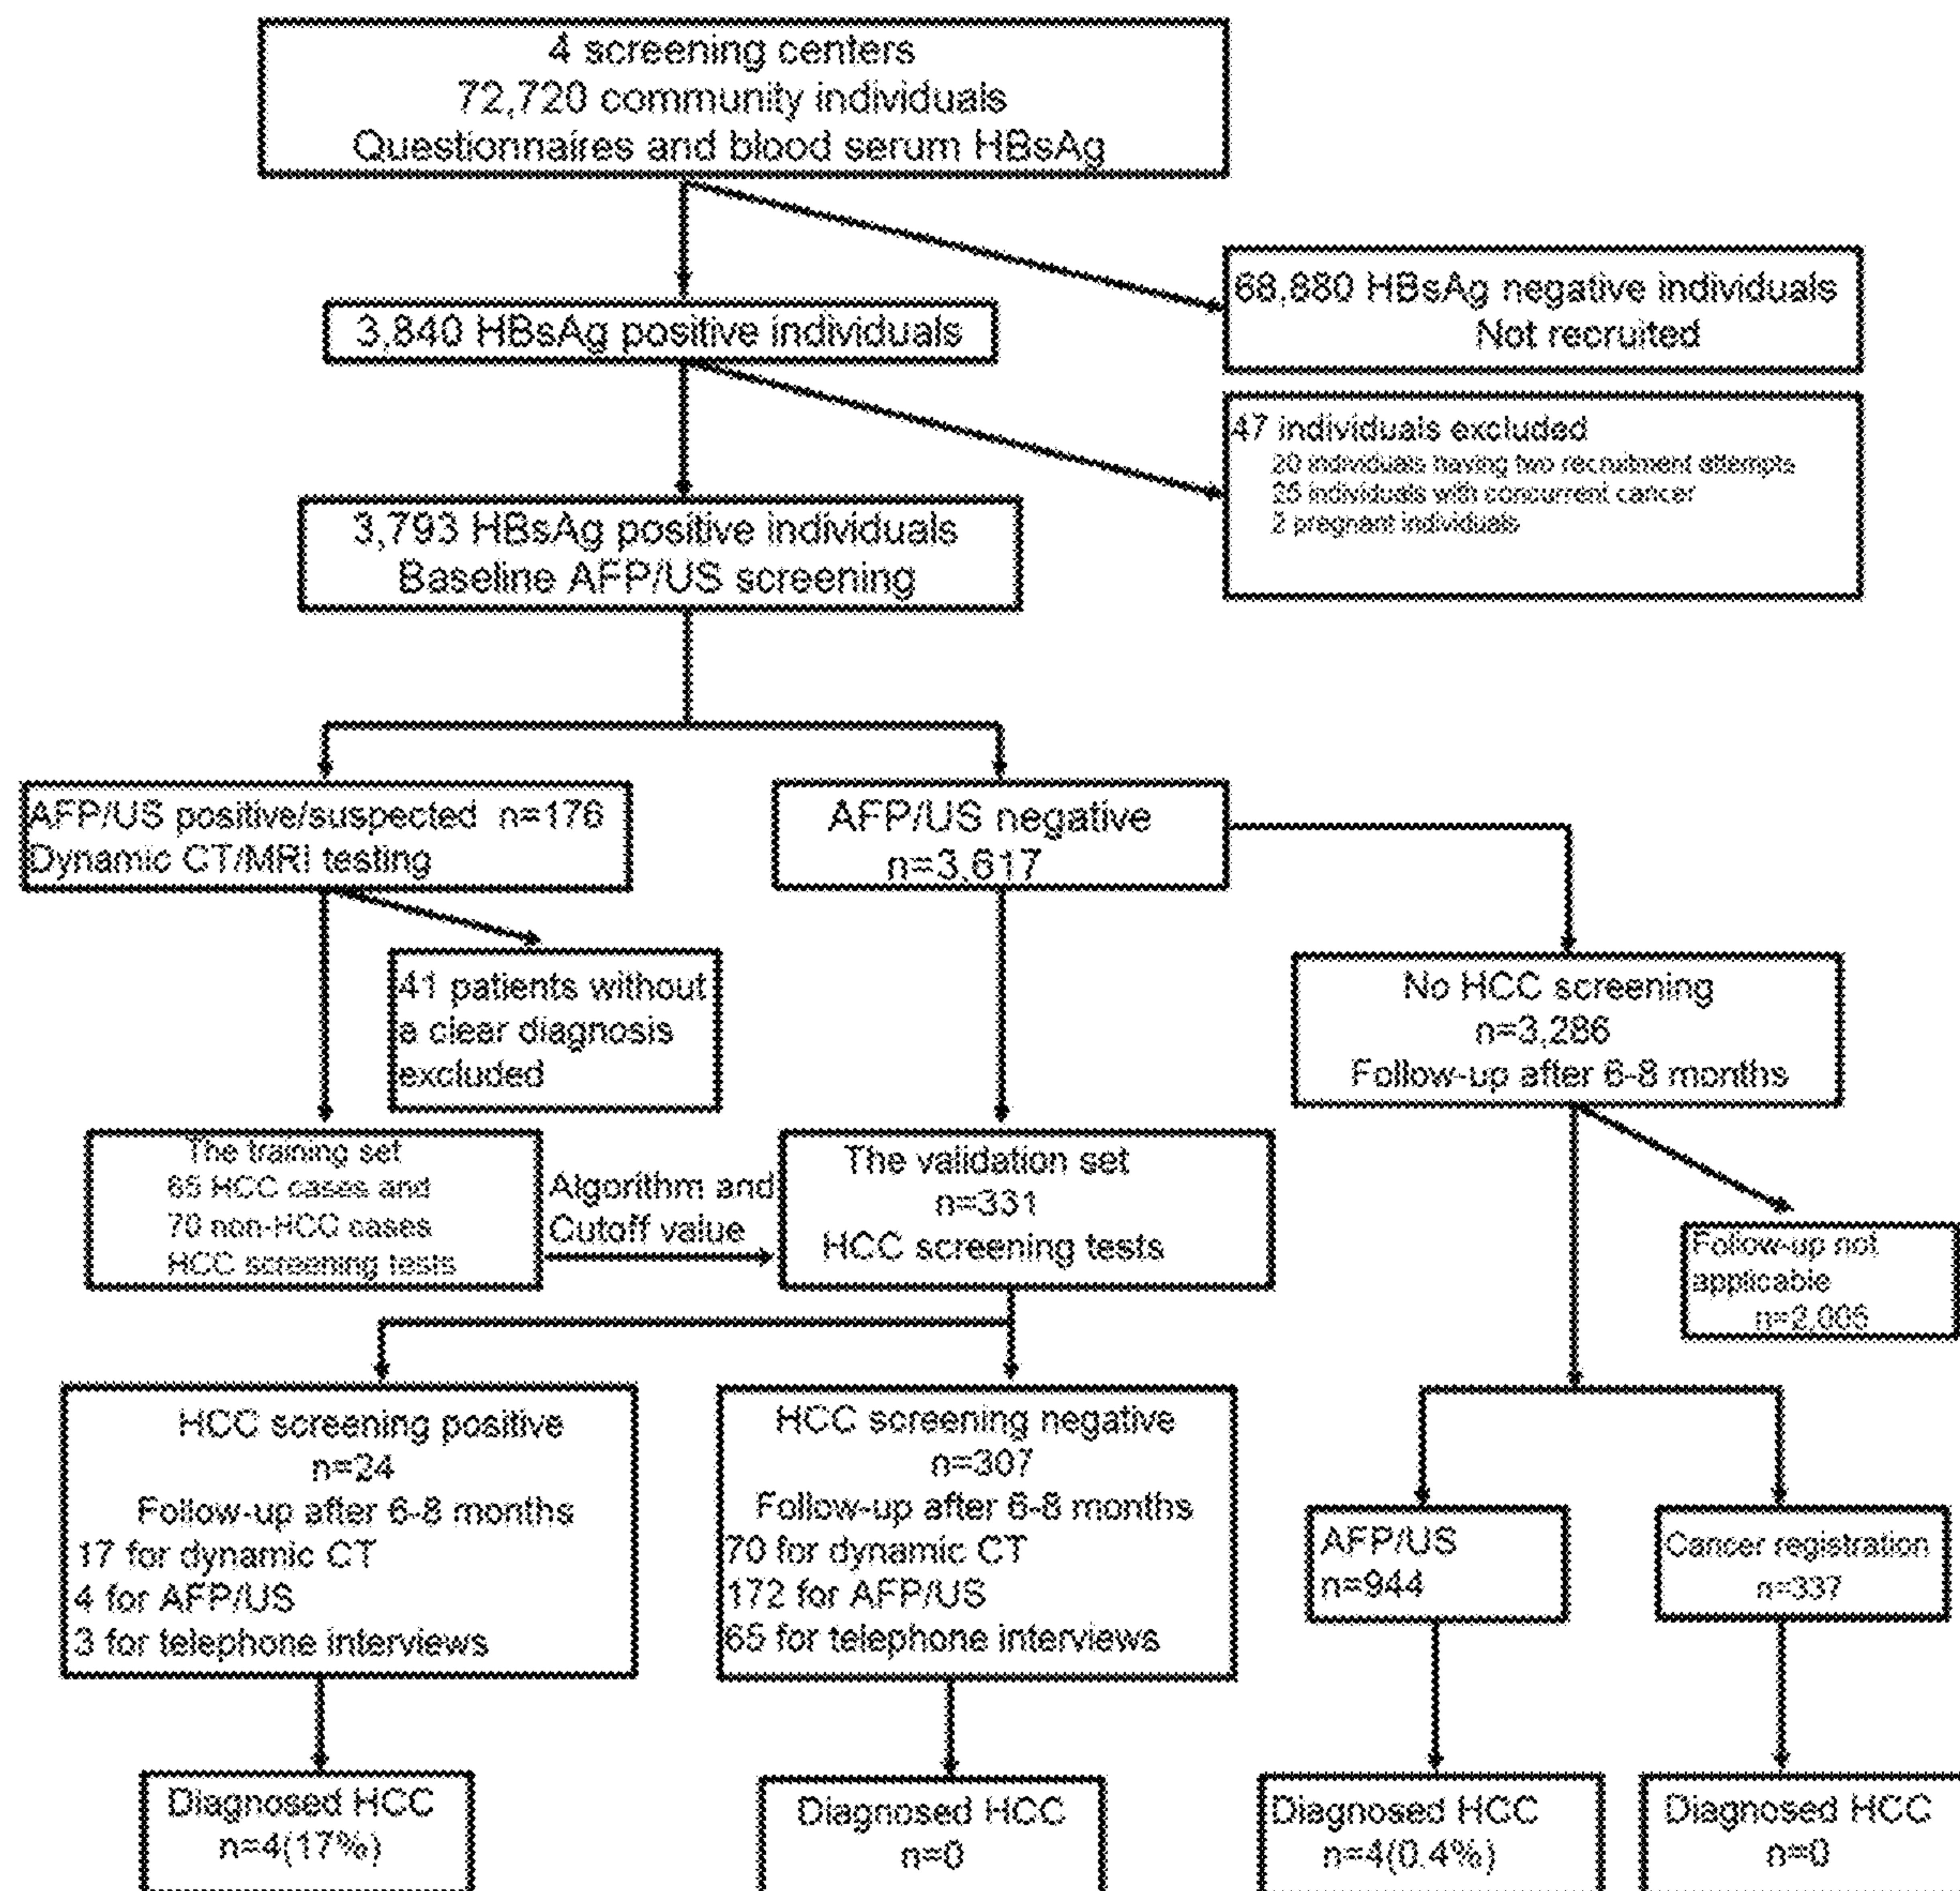 4 screening centers
72,720 community individuals
Questionnaires and blood serum HBsAg
68,880 HBsAg negative individuals
Not recruited
3,840 HBsAg positive individuals
47 individuals excluded
20 individuals having two recruitment attempts
25 individuals with concurrent cancer
2 pregnant individuals
3,793 HBsAg positive individuals
Baseline AFP/US screening
AFP/US positive/suspected n=176
Dynamic CT/MRI testing
AFP/US negative
n=3,617
41 patients without
a clear diagnosis
excluded
No HCC screening
n=3,286
Follow-up after 6-8 months
The training set
65 HCC cases and
70 non-HCC cases
HCC screening tests
Algorithm and
Cutoff value
The validation set
n=331
HCC screening tests
Follow-up not
applicable
n=2,005
HCC screening positive
n=24
Follow-up after 6-8 months
17 for dynamic CT
4 for AFP/US
3 for telephone interviews
HCC screening negative
n=307
Follow-up after 6-8 months
70 for dynamic CT
172 for AFP/US
65 for telephone interviews
AFP/US
n=944
Cancer registration
n=337
Diagnosed HCC
n=4(17%)
Diagnosed HCC
n=0
Diagnosed HCC
n=4(0.4%)
Diagnosed HCC
n=0